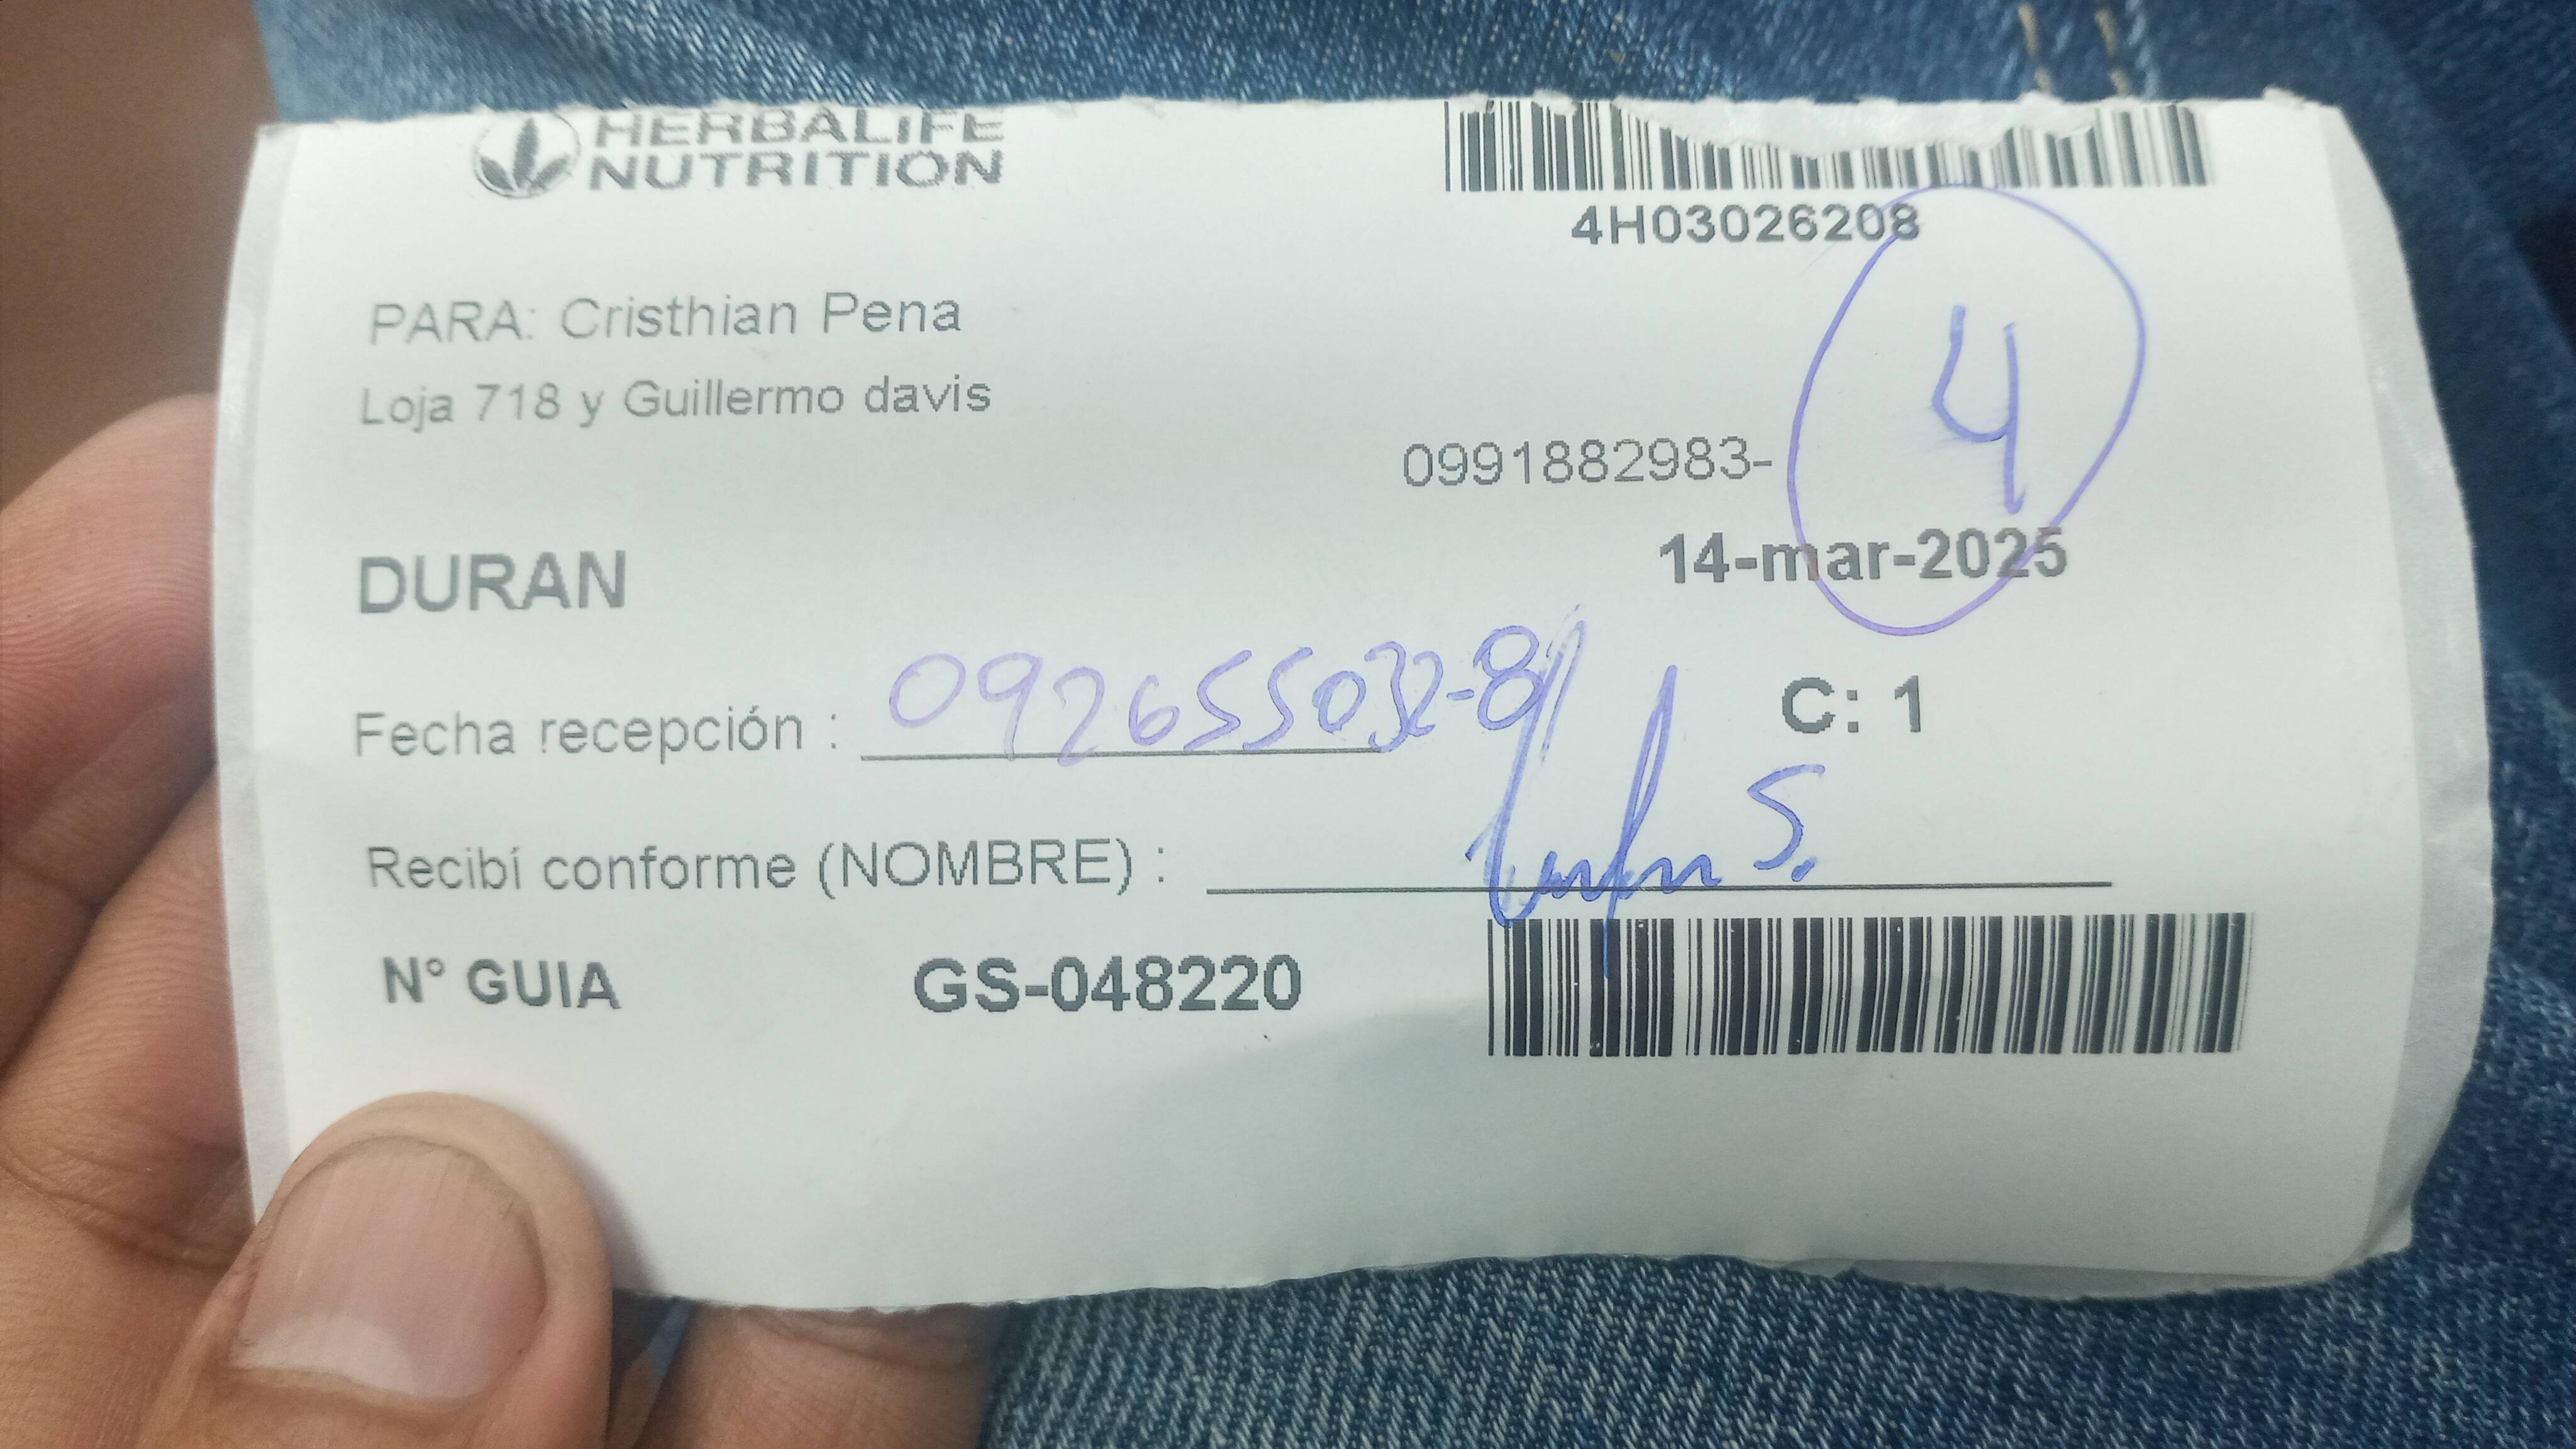 HERBALIFE
NUTRITION
4H03026208
PARA: Cristhian Pena
4
Loja 718 y Guillermo davis
0991882983-
14-mar-2025
DURAN
Fecha recepción : 092655032-8
C: 1
Recibí conforme (NOMBRE) : S.
N° GUIA GS-048220